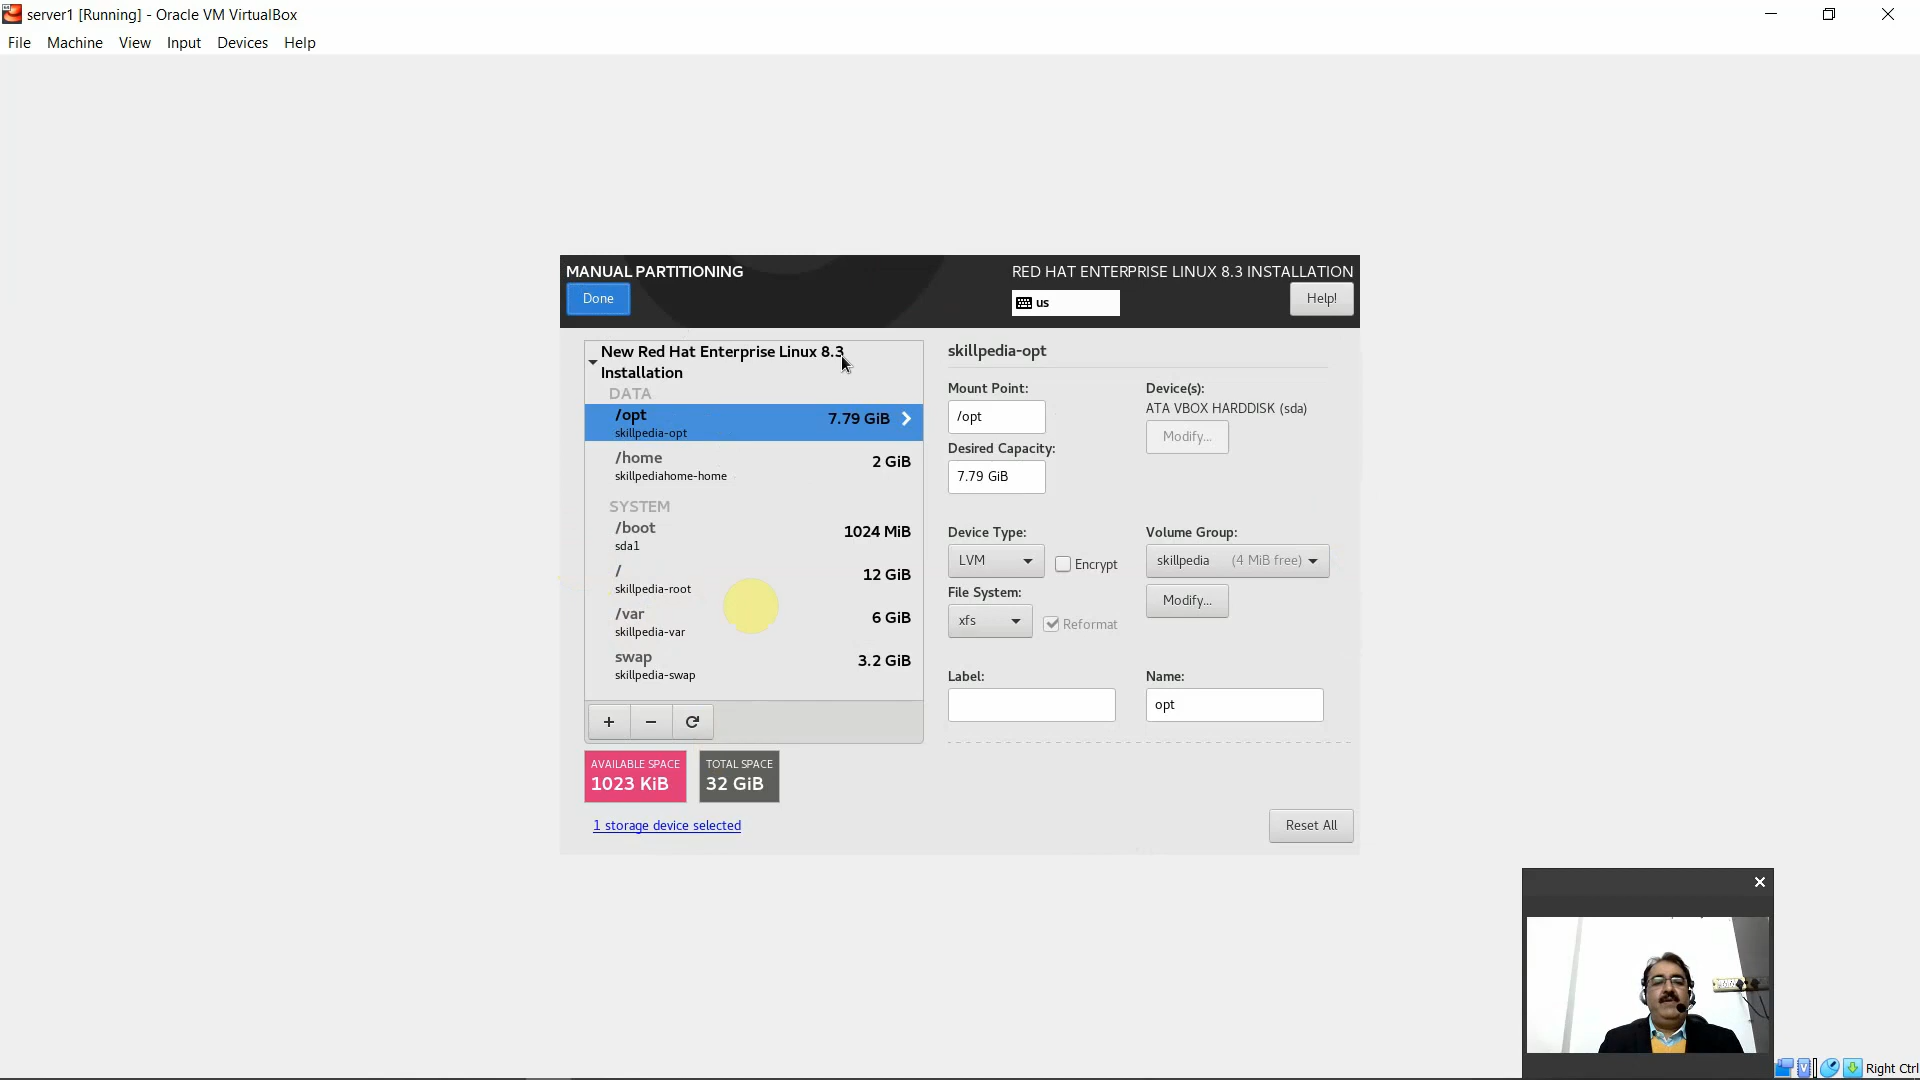 server1 [Running] - Oracle VM VirtualBox
File Machine View Input Devices Help
MANUAL PARTITIONING
RED HAT ENTERPRISE LINUX 8.3 INSTALLATION
Done
us
Help!
New Red Hat Enterprise Linux 8.3
Installation
DATA
/opt
7.79 GiB
skillpedia-opt
/home
2 GiB
skillpediahome-home
SYSTEM
/boot
1024 MiB
sda1
/
12 GiB
skillpedia-root
/var
6 GiB
skillpedia-var
swap
3.2 GiB
skillpedia-swap
+ -
AVAILABLE SPACE
1023 KiB
TOTAL SPACE
32 GiB
1 storage device selected
skillpedia-opt
Mount Point:
/opt
Desired Capacity:
7.79 GiB
Device(s):
ATA VBOX HARDDISK (sda)
Modify...
Device Type:
LVM
Encrypt
Volume Group:
skillpedia (4 MiB free)
Modify...
File System:
xfs
Reformat
Label:
Name:
opt
Reset All
Right Ctrl